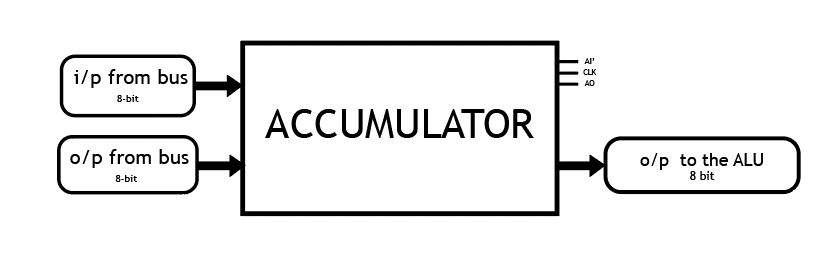 i/p from bus
8-bit
o/p from bus
8-bit
ACCUMULATOR
AI'
CLK
AO
o/p to the ALU
8 bit